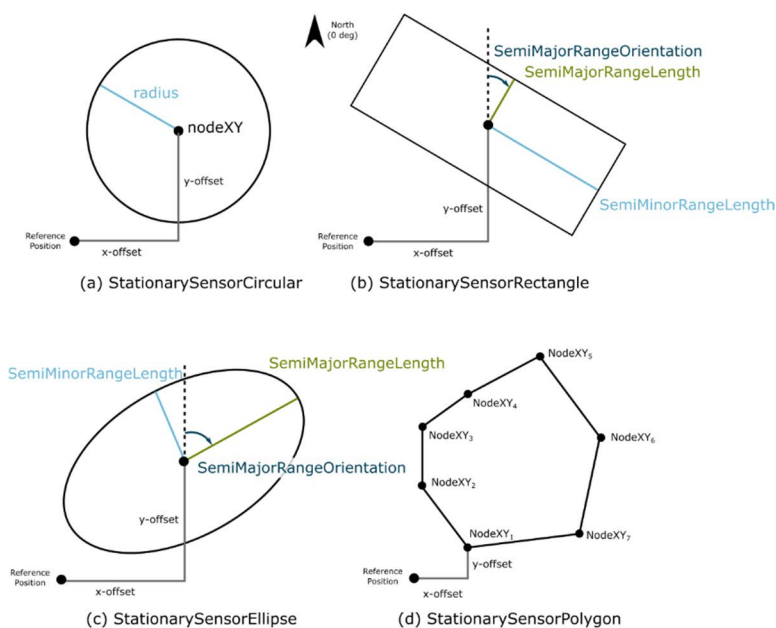 North
(0 deg)
SemiMajorRangeOrientation
SemiMajorRangeLength
radius
nodeXY
y-offset
y-offset
SemiMinorRangeLength
Reference
Position
x-offset
Reference
Position
x-offset
(a) StationarySensorCircular
(b) StationarySensorRectangle
SemiMinorRangeLength
SemiMajorRangeLength
SemiMajorRangeOrientation
y-offset
Reference
Position
x-offset
(c) StationarySensorEllipse
NodeXY5
NodeXY4
NodeXY3
NodeXY6
NodeXY2
NodeXY1
NodeXY7
y-offset
Reference
Position
x-offset
(d) StationarySensorPolygon